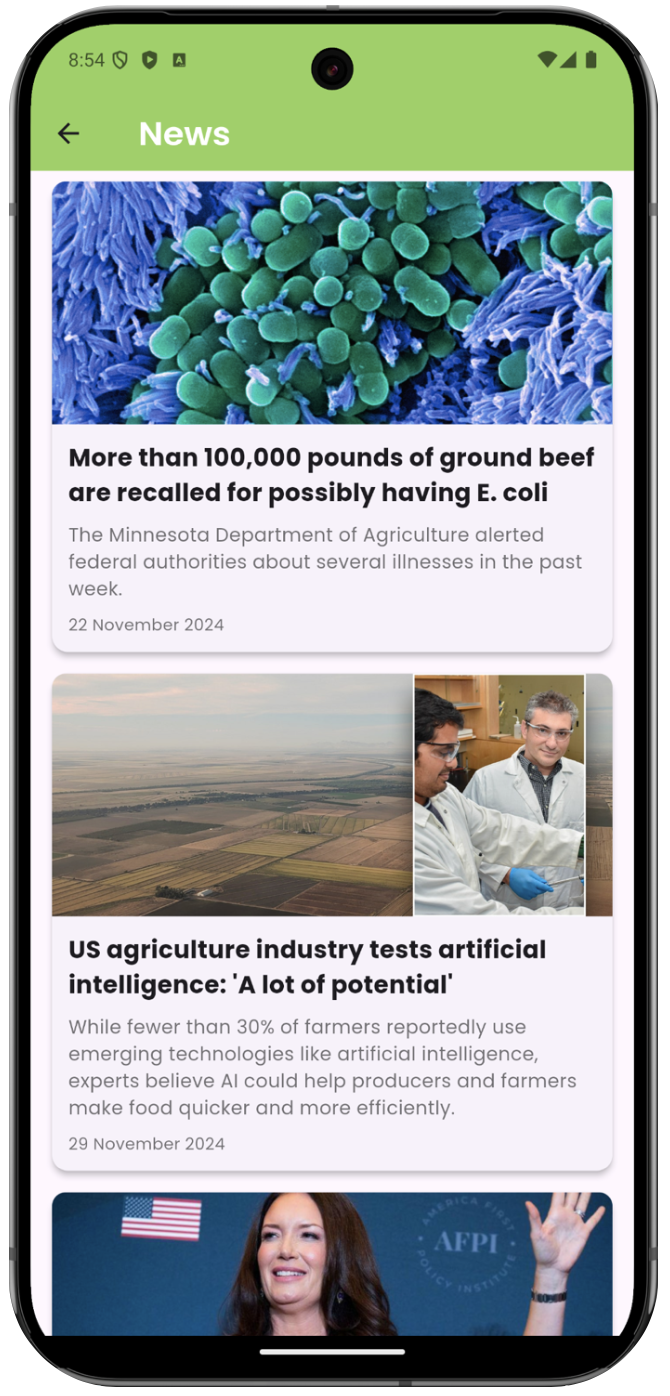 8:54
News
More than 100,000 pounds of ground beef
are recalled for possibly having E. coli
The Minnesota Department of Agriculture alerted
federal authorities about several illnesses in the past
week.
22 November 2024
US agriculture industry tests artificial
intelligence: 'A lot of potential'
While fewer than 30% of farmers reportedly use
emerging technologies like artificial intelligence,
experts believe AI could help producers and farmers
make food quicker and more efficiently.
29 November 2024
AMERICA FIRST
AFPI
POLICY INSTITUTE